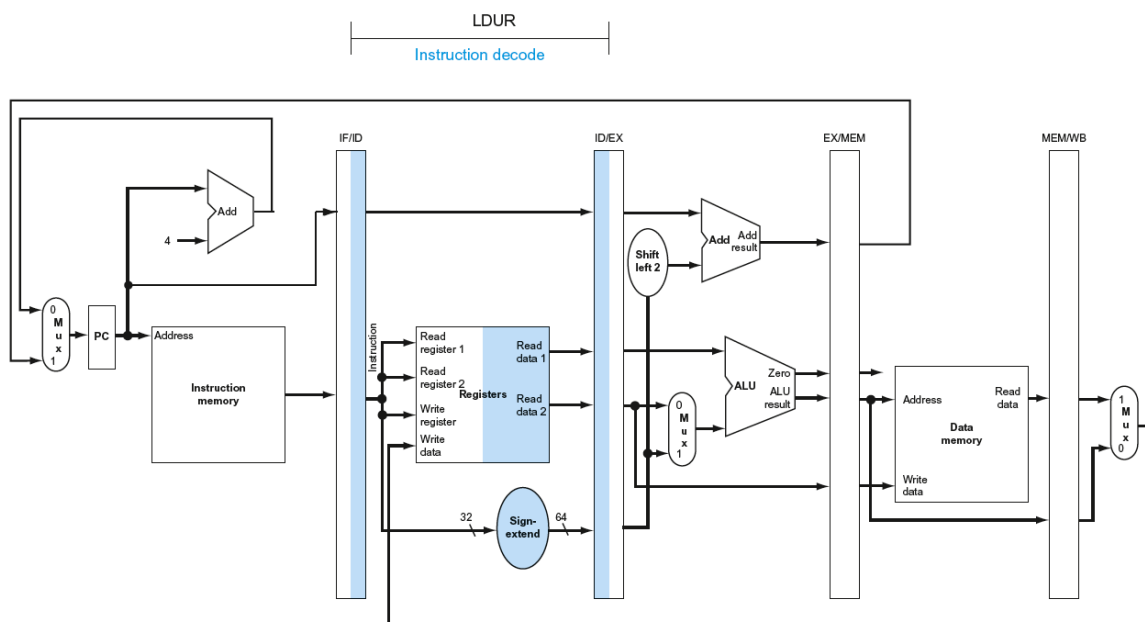 LDUR
Instruction decode
IF/ID
ID/EX
EX/MEM
MEM/WB
Add
4
Add
Add
result
Shift
left 2
0
M
u
x
1
PC
Address
Instruction
memory
Instruction
Read
register 1
Read
register 2
Write
register
Write
data
Registers
Read
data 1
Read
data 2
0
M
u
x
1
ALU
Zero
ALU
result
Address
Read
data
Data
memory
Write
data
1
M
u
x
0
32
Sign-
extend
64